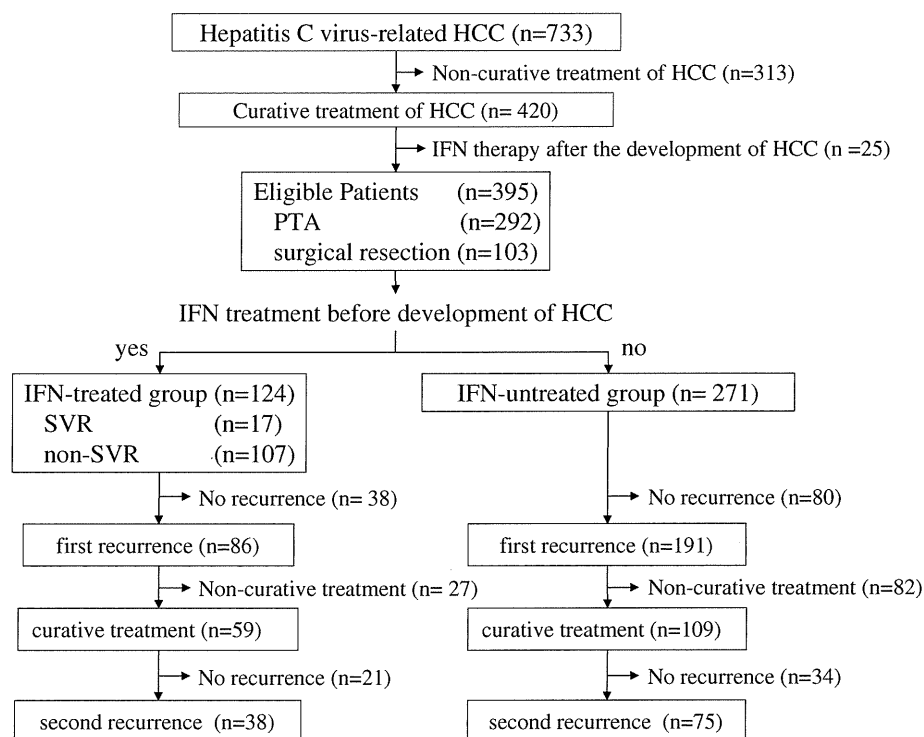 Hepatitis C virus-related HCC (n=733)
Non-curative treatment of HCC (n=313)
Curative treatment of HCC (n= 420)
IFN therapy after the development of HCC (n =25)
Eligible Patients (n=395)
PTA (n=292)
surgical resection (n=103)
IFN treatment before development of HCC
yes
no
IFN-treated group (n=124)
SVR (n=17)
non-SVR (n=107)
IFN-untreated group (n= 271)
No recurrence (n= 38)
No recurrence (n=80)
first recurrence (n=86)
first recurrence (n=191)
Non-curative treatment (n= 27)
Non-curative treatment (n=82)
curative treatment (n=59)
curative treatment (n=109)
No recurrence (n=21)
No recurrence (n=34)
second recurrence (n=38)
second recurrence (n=75)